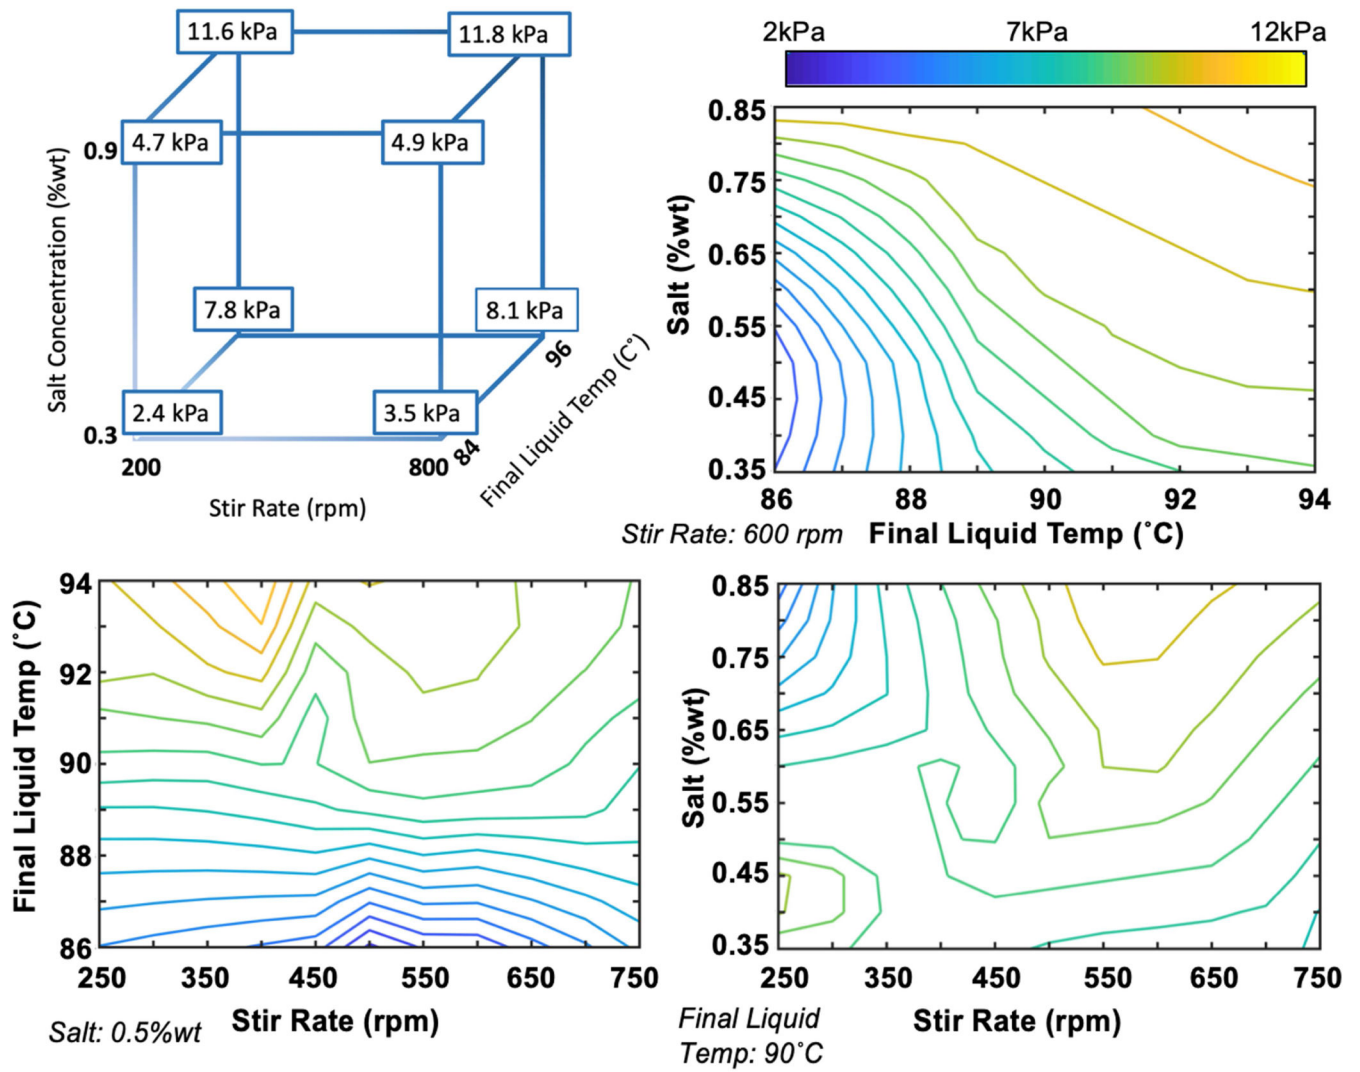 11.6 kPa
11.8 kPa
4.7 kPa
4.9 kPa
0.9
7.8 kPa
8.1 kPa
2.4 kPa
3.5 kPa
0.3
200
800
84
96
Salt Concentration (%wt)
Stir Rate (rpm)
Final Liquid Temp (C˚)
2kPa 7kPa 12kPa
0.85
0.75
0.65
0.55
0.45
0.35
Salt (%wt)
86 88 90 92 94
Stir Rate: 600 rpm
Final Liquid Temp (˚C)
94
92
90
88
86
Final Liquid Temp (˚C)
250 350 450 550 650 750
Stir Rate (rpm)
Salt: 0.5%wt
0.85
0.75
0.65
0.55
0.45
0.35
Salt (%wt)
250 350 450 550 650 750
Stir Rate (rpm)
Final Liquid
Temp: 90˚C